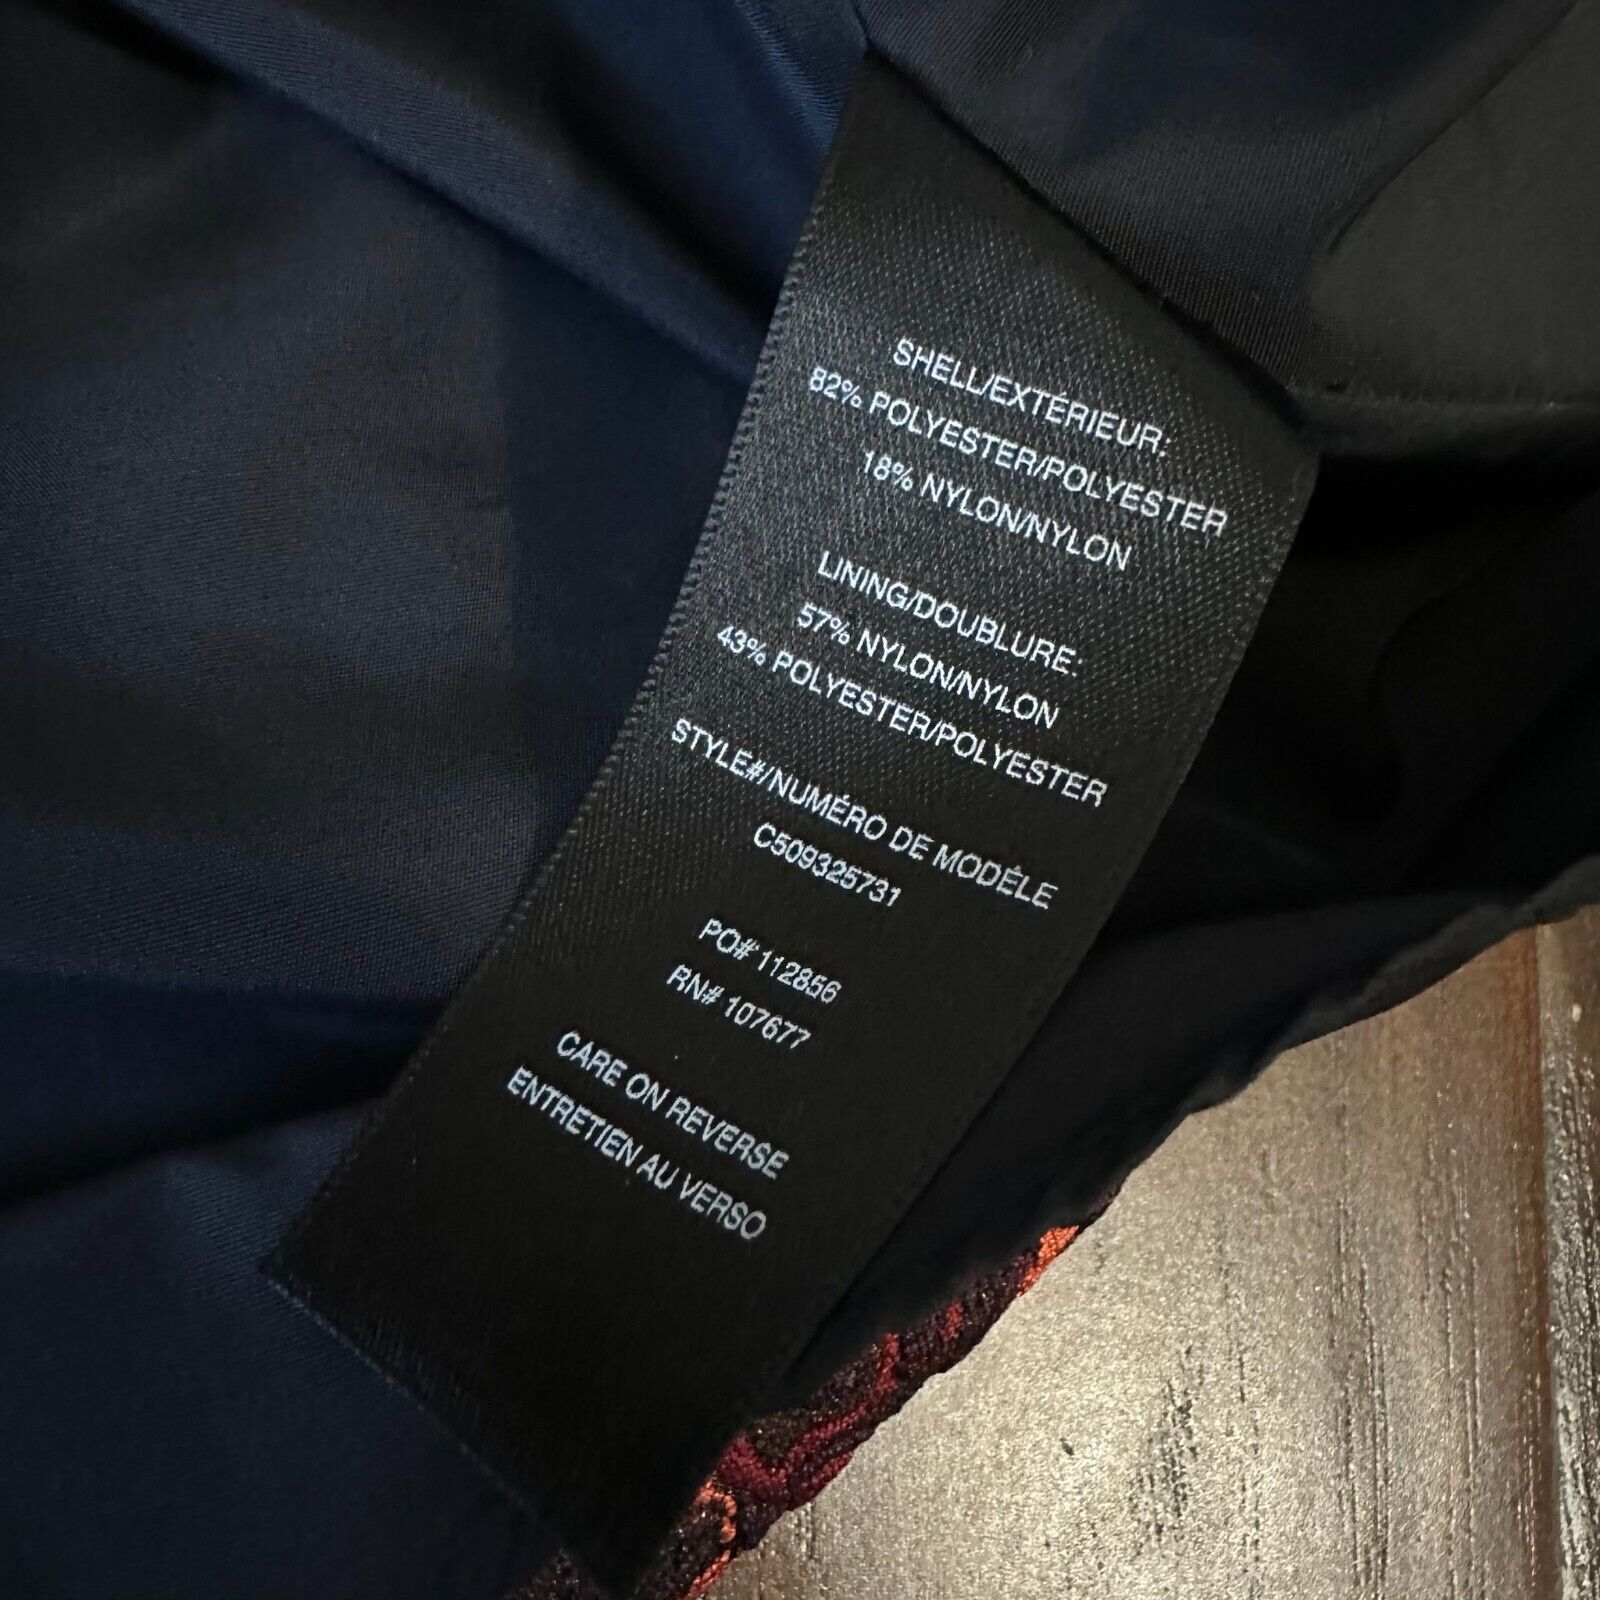 SHELL/EXTERIEUR:
82% POLYESTER/POLYESTER
18% NYLON/NYLON
LINING/DOUBLURE:
57% NYLON/NYLON
43% POLYESTER/POLYESTER
STYLE#/NUMÉRO DE MODÉLE
C509325731
PO# 112856
RN# 107677
CARE ON REVERSE
ENTRETIEN AU VERSO